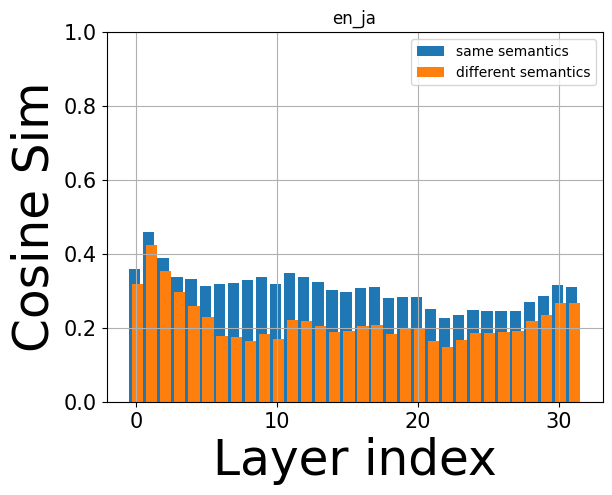 en_ja
same semantics
different semantics
Cosine Sim
1.0
0.8
0.6
0.4
0.2
0.0
0 10 20 30
Layer index